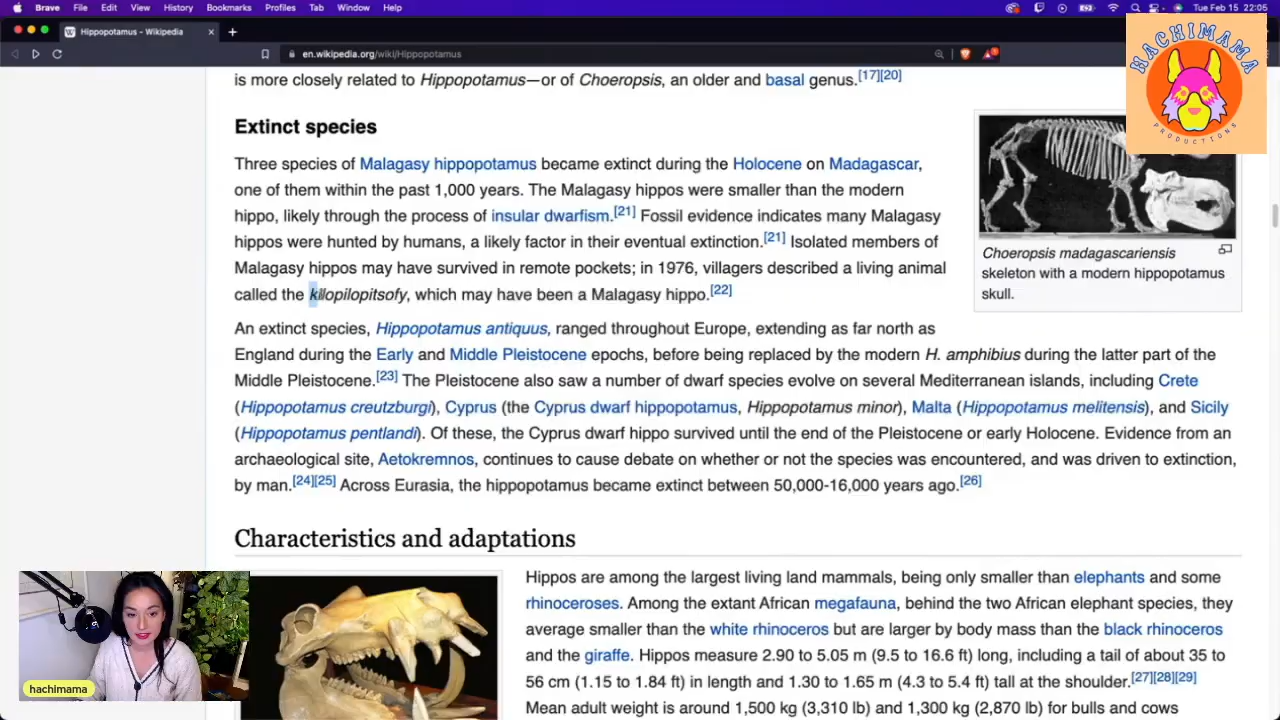 Brave File Edit View History Bookmarks Profiles Tab Window Help Tue Feb 15 22:05
Hippopotamus - Wikipedia
en.wikipedia.org/wiki/Hippopotamus
HACHIMAMA
PRODUCTIONS
is more closely related to Hippopotamus—or of Choeropsis, an older and basal genus.[17][20]
Extinct species
Three species of Malagasy hippopotamus became extinct during the Holocene on Madagascar,
one of them within the past 1,000 years. The Malagasy hippos were smaller than the modern
hippo, likely through the process of insular dwarfism.[21] Fossil evidence indicates many Malagasy
hippos were hunted by humans, a likely factor in their eventual extinction.[21] Isolated members of
Malagasy hippos may have survived in remote pockets; in 1976, villagers described a living animal
called the kilopilopitsofy, which may have been a Malagasy hippo.[22]
Choeropsis madagascariensis
skeleton with a modern hippopotamus
skull.
An extinct species, Hippopotamus antiquus, ranged throughout Europe, extending as far north as
England during the Early and Middle Pleistocene epochs, before being replaced by the modern H. amphibius during the latter part of the
Middle Pleistocene.[23] The Pleistocene also saw a number of dwarf species evolve on several Mediterranean islands, including Crete
(Hippopotamus creutzburgi), Cyprus (the Cyprus dwarf hippopotamus, Hippopotamus minor), Malta (Hippopotamus melitensis), and Sicily
(Hippopotamus pentlandi). Of these, the Cyprus dwarf hippo survived until the end of the Pleistocene or early Holocene. Evidence from an
archaeological site, Aetokremnos, continues to cause debate on whether or not the species was encountered, and was driven to extinction,
by man.[24][25] Across Eurasia, the hippopotamus became extinct between 50,000-16,000 years ago.[26]
Characteristics and adaptations
Hippos are among the largest living land mammals, being only smaller than elephants and some
rhinoceroses. Among the extant African megafauna, behind the two African elephant species, they
average smaller than the white rhinoceros but are larger by body mass than the black rhinoceros
and the giraffe. Hippos measure 2.90 to 5.05 m (9.5 to 16.6 ft) long, including a tail of about 35 to
56 cm (1.15 to 1.84 ft) in length and 1.30 to 1.65 m (4.3 to 5.4 ft) tall at the shoulder.[27][28][29]
Mean adult weight is around 1,500 kg (3,310 lb) and 1,300 kg (2,870 lb) for bulls and cows
hachimama